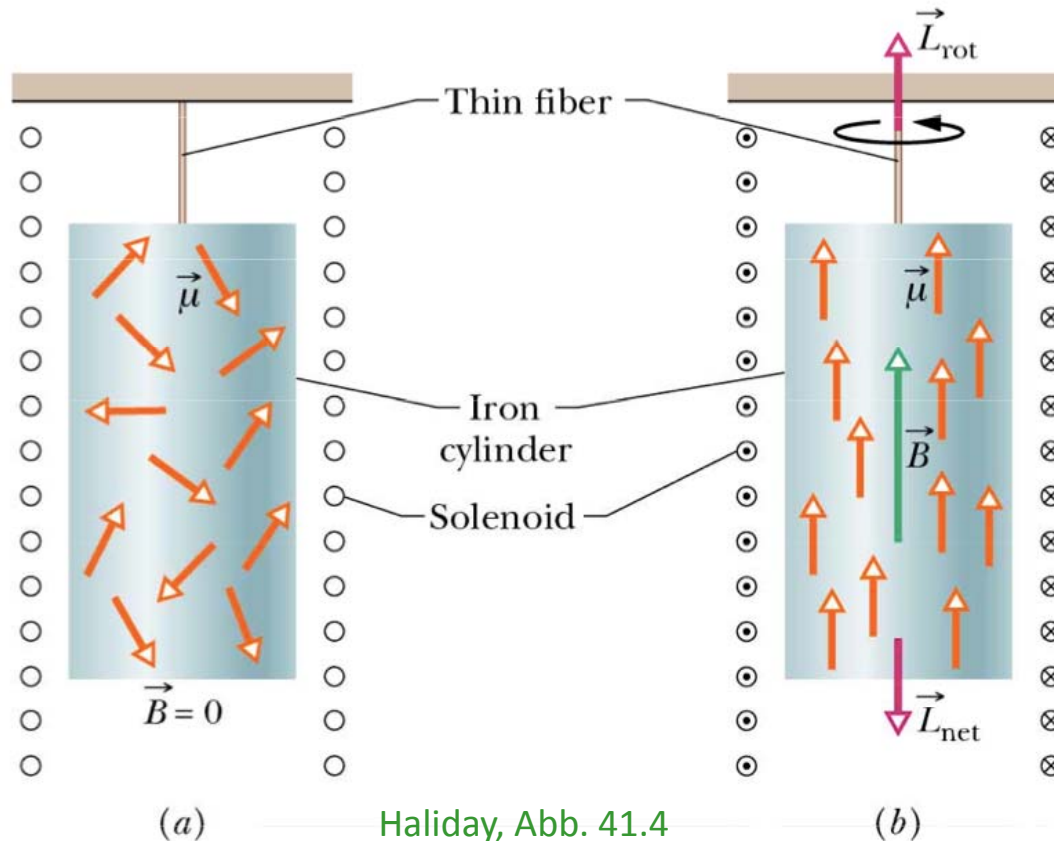 L⃗rot
Thin fiber
μ⃗
μ⃗
Iron
cylinder
B⃗
Solenoid
B⃗ = 0
L⃗net
(a)
Haliday, Abb. 41.4
(b)